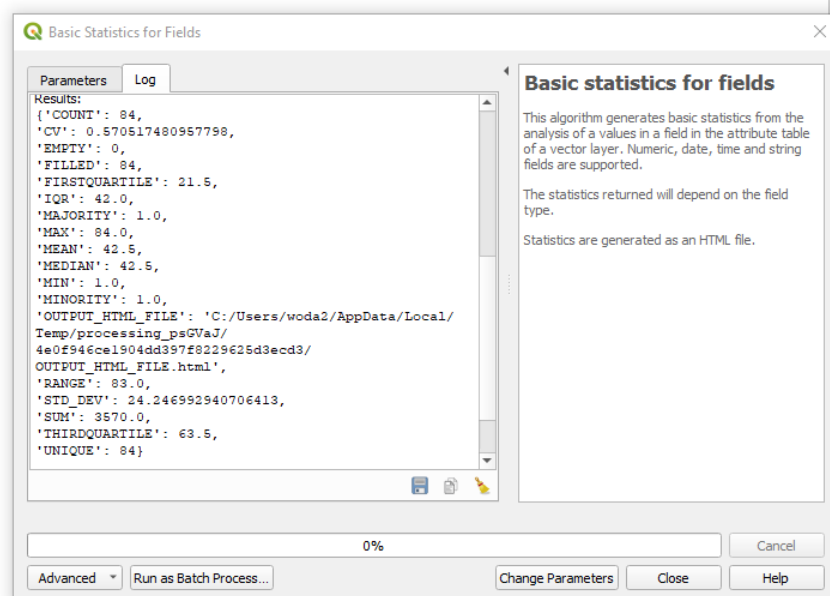 Basic Statistics for Fields
Parameters
Log
Results:
{'COUNT': 84,
'CV': 0.570517480957798,
'EMPTY': 0,
'FILLED': 84,
'FIRSTQUARTILE': 21.5,
'IQR': 42.0,
'MAJORITY': 1.0,
'MAX': 84.0,
'MEAN': 42.5,
'MEDIAN': 42.5,
'MIN': 1.0,
'MINORITY': 1.0,
'OUTPUT_HTML_FILE': 'C:/Users/woda2/AppData/Local/
Temp/processing_psGVaJ/
4e0f946ce1904dd397f8229625d3ecd3/
OUTPUT_HTML_FILE.html',
'RANGE': 83.0,
'STD_DEV': 24.246992940706413,
'SUM': 3570.0,
'THIRDQUARTILE': 63.5,
'UNIQUE': 84}
Basic statistics for fields
This algorithm generates basic statistics from the
analysis of a values in a field in the attribute table
of a vector layer. Numeric, date, time and string
fields are supported.
The statistics returned will depend on the field
type.
Statistics are generated as an HTML file.
0%
Cancel
Advanced
Run as Batch Process...
Change Parameters
Close
Help